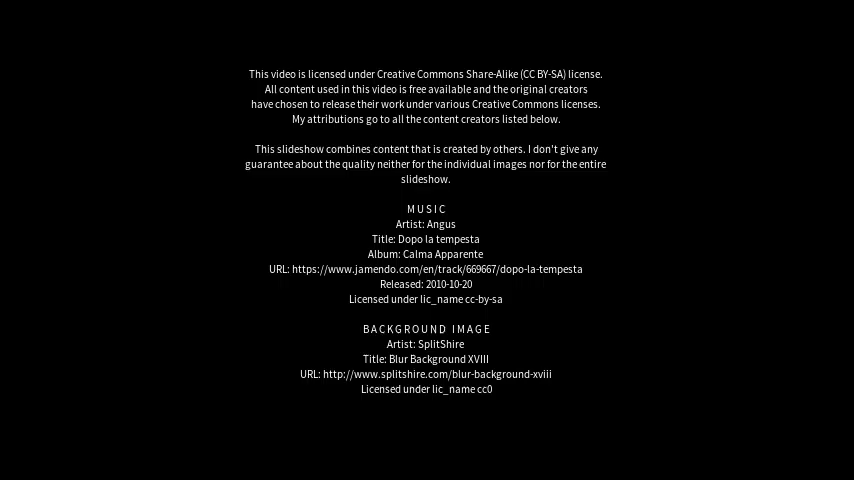 This video is licensed under Creative Commons Share-Alike (CC BY-SA) license.
All content used in this video is free available and the original creators
have chosen to release their work under various Creative Commons licenses.
My attributions go to all the content creators listed below.
This slideshow combines content that is created by others. I don't give any
guarantee about the quality neither for the individual images nor for the entire
slideshow.
MUSIC
Artist: Angus
Title: Dopo la tempesta
Album: Calma Apparente
URL: https://www.jamendo.com/en/track/669667/dopo-la-tempesta
Released: 2010-10-20
Licensed under lic_name cc-by-sa
BACKGROUND IMAGE
Artist: SplitShire
Title: Blur Background XVIII
URL: http://www.splitshire.com/blur-background-xviii
Licensed under lic_name cc0